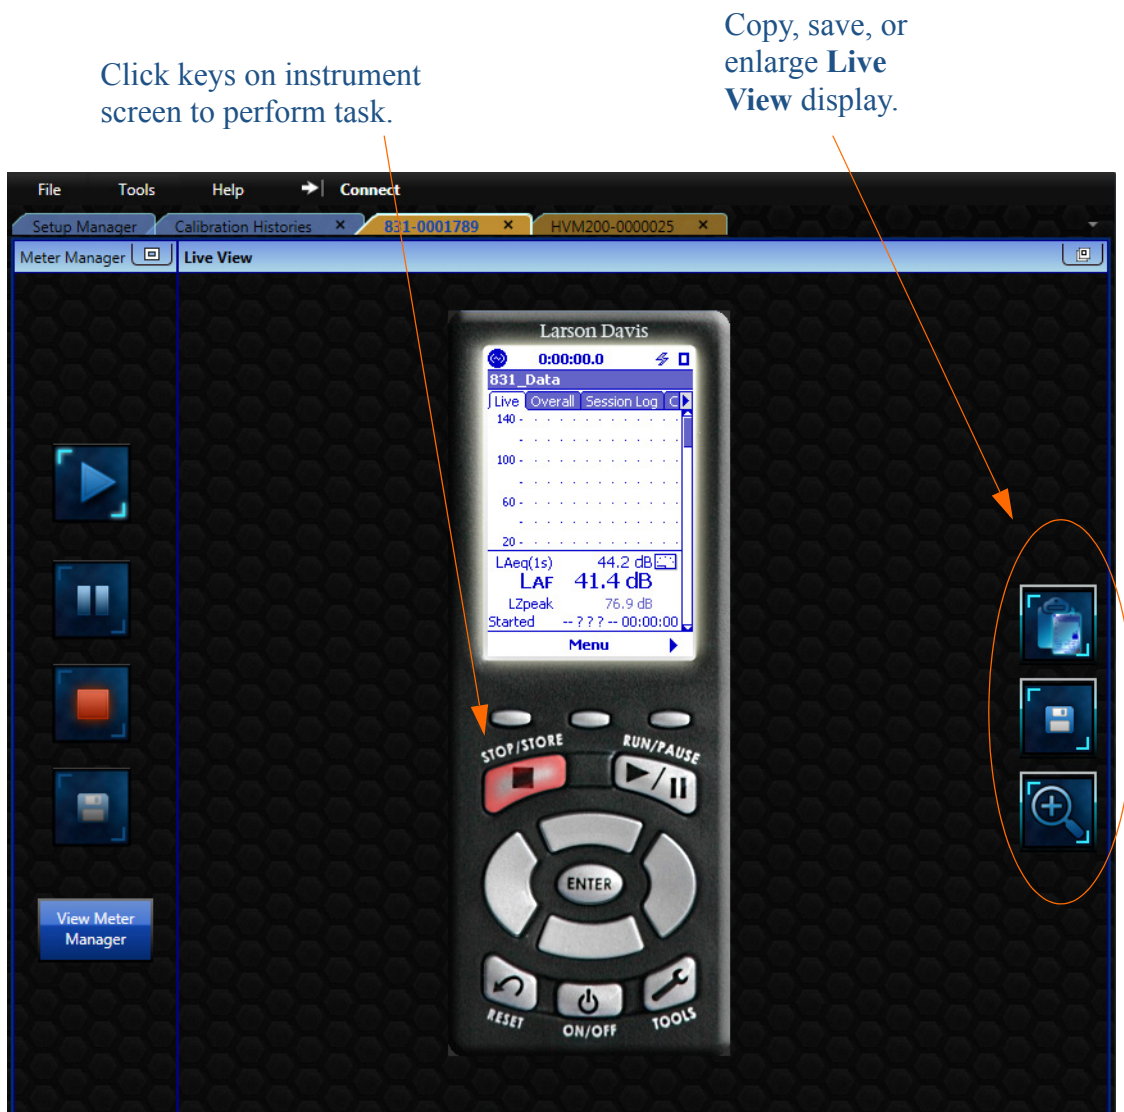 Copy, save, or
enlarge Live
View display.
Click keys on instrument
screen to perform task.
File Tools Help Connect
Setup Manager Calibration Histories × 831-0001789 × HVM200-0000025 ×
Meter Manager Live View
Larson Davis
0:00:00.0
831_Data
Live Overall Session Log C
140
100
60
20
LAeq(1s) 44.2 dB
LAF 41.4 dB
LZpeak 76.9 dB
Started -- ? ? ? -- 00:00:00
Menu
STOP/STORE RUN/PAUSE
ENTER
View Meter
Manager
RESET ON/OFF TOOLS